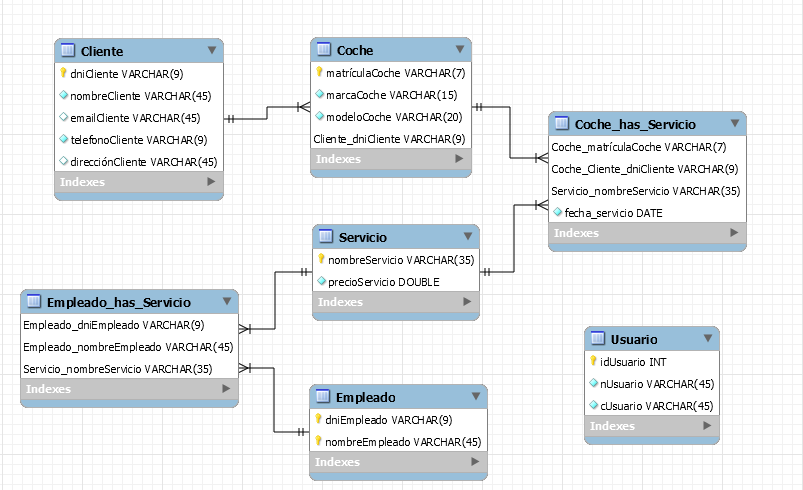 Cliente
dniCliente VARCHAR(9)
nombreCliente VARCHAR(45)
emailCliente VARCHAR(45)
telefonoCliente VARCHAR(9)
direcciónCliente VARCHAR(45)
Indexes
Coche
matrículaCoche VARCHAR(7)
marcaCoche VARCHAR(15)
modeloCoche VARCHAR(20)
Cliente_dniCliente VARCHAR(9)
Indexes
Coche_has_Servicio
Coche_matrículaCoche VARCHAR(7)
Coche_Cliente_dniCliente VARCHAR(9)
Servicio_nombreServicio VARCHAR(35)
fecha_servicio DATE
Indexes
Servicio
nombreServicio VARCHAR(35)
precioServicio DOUBLE
Indexes
Empleado_has_Servicio
Empleado_dniEmpleado VARCHAR(9)
Empleado_nombreEmpleado VARCHAR(45)
Servicio_nombreServicio VARCHAR(35)
Indexes
Empleado
dniEmpleado VARCHAR(9)
nombreEmpleado VARCHAR(45)
Indexes
Usuario
idUsuario INT
nUsuario VARCHAR(45)
cUsuario VARCHAR(45)
Indexes